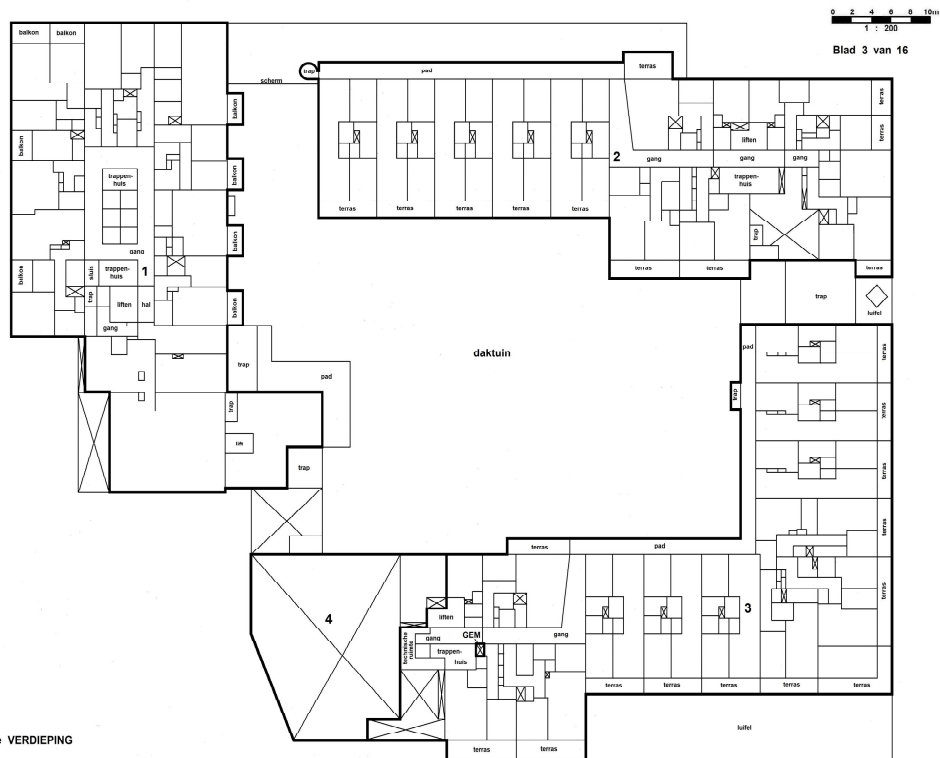 0 2 4 6 8 10m
1 : 200
Blad 3 van 16
balkon
balkon
scherm
trap
pad
terras
terras
terras
balkon
balkon
balkon
balkon
balkon
balkon
trappen-
huis
gang
1
sluis
trappen-
huis
trap
liften
hal
gang
2
gang
gang
gang
liften
trappen-
huis
trap
terras
terras
terras
terras
terras
terras
terras
terras
trap
luifel
daktuin
trap
pad
trap
lift
trap
pad
trap
terras
terras
terras
terras
terras
terras
pad
4
liften
GEM
gang
gang
technische
ruimte
trappen-
huis
3
terras
terras
terras
terras
terras
terras
terras
luifel
VERDIEPING